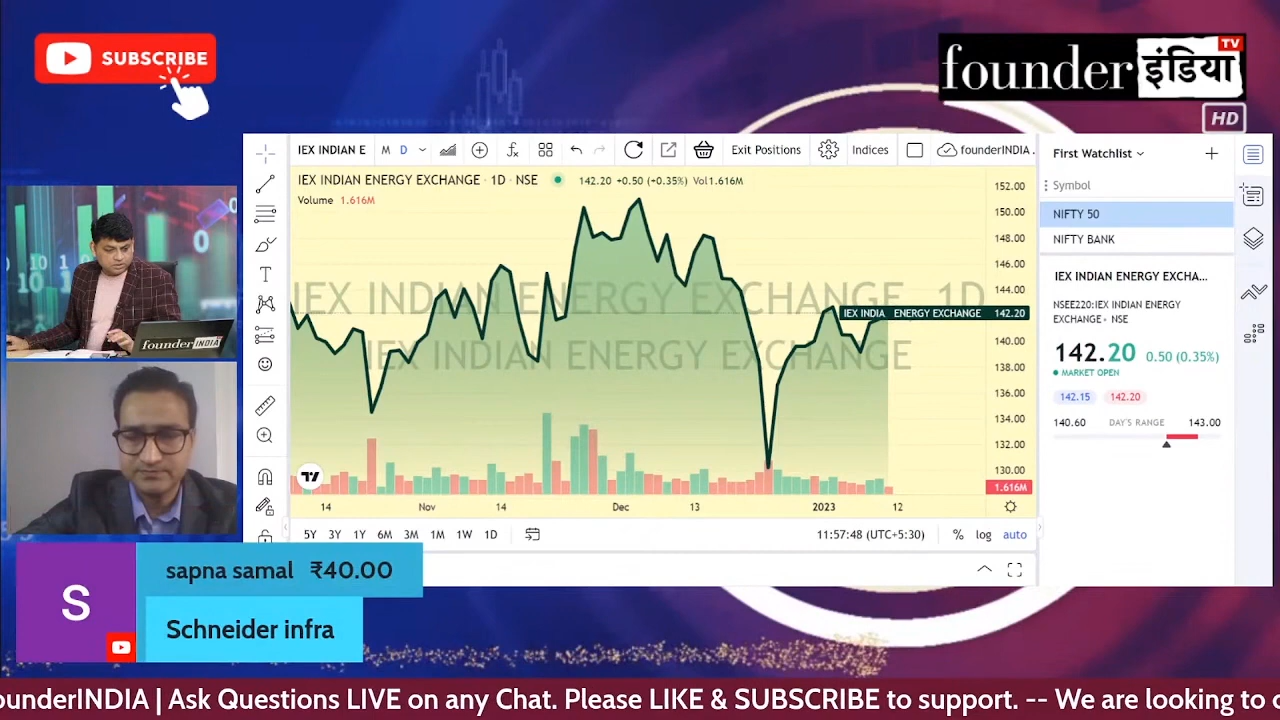 SUBSCRIBE
founder इंडिया TV
HD
IEX INDIAN E M D Exit Positions Indices founderINDIA .
First Watchlist
IEX INDIAN ENERGY EXCHANGE · 1D · NSE 142.20 +0.50 (+0.35%) Vol1.616M
Volume 1.616M
Symbol
NIFTY 50
NIFTY BANK
IEX INDIAN ENERGY EXCHA...
NSEE220:IEX INDIAN ENERGY
EXCHANGE NSE
142.20 0.50 (0.35%)
MARKET OPEN
142.15 142.20
140.60 DAY'S RANGE 143.00
152.00
150.00
148.00
146.00
144.00
IEX INDIA ENERGY EXCHANGE 142.20
140.00
138.00
136.00
134.00
132.00
130.00
1.616M
IEX INDIAN ENERGY EXCHANGE 1D
IEX INDIAN ENERGY EXCHANGE
14 Nov 14 Dec 13 2023 12
5Y 3Y 1Y 6M 3M 1M 1W 1D 11:57:48 (UTC+5:30) % log auto
founder INDIA
S
sapna samal ₹40.00
Schneider infra
ounderINDIA | Ask Questions LIVE on any Chat. Please LIKE & SUBSCRIBE to support. -- We are looking to